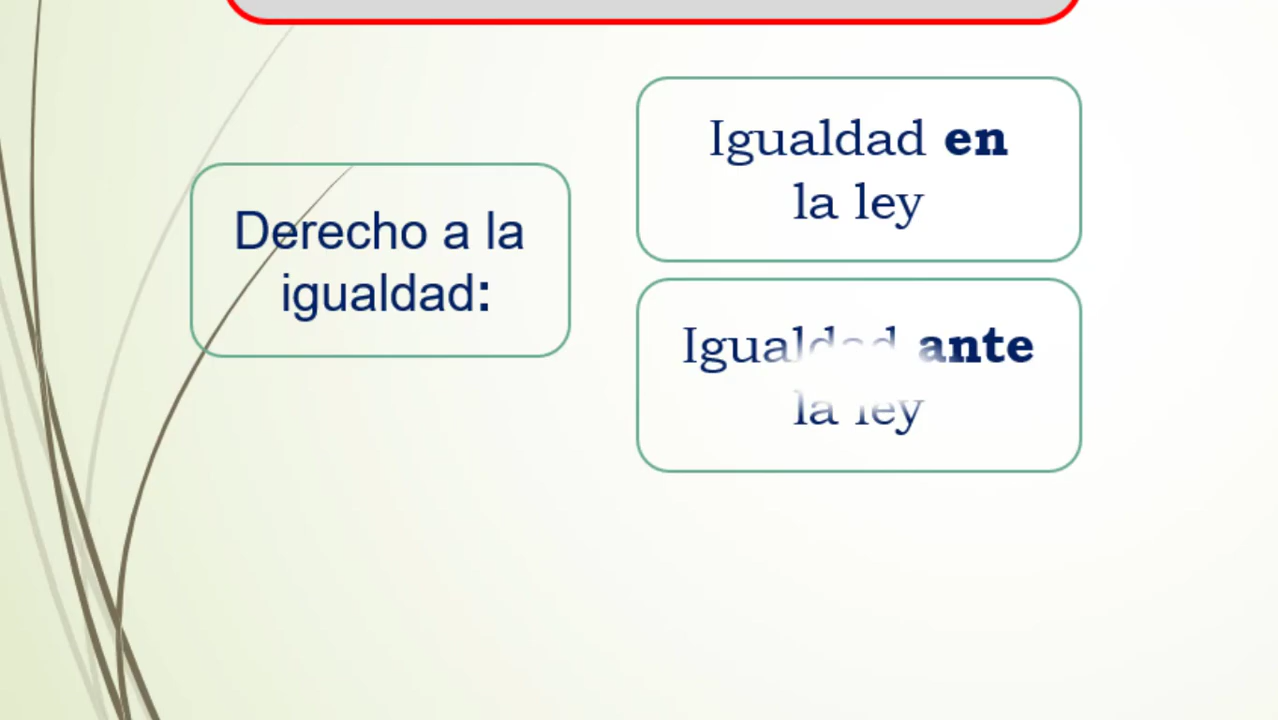 Derecho a la
igualdad:
Igualdad en
la ley
Igualdad ante
la ley